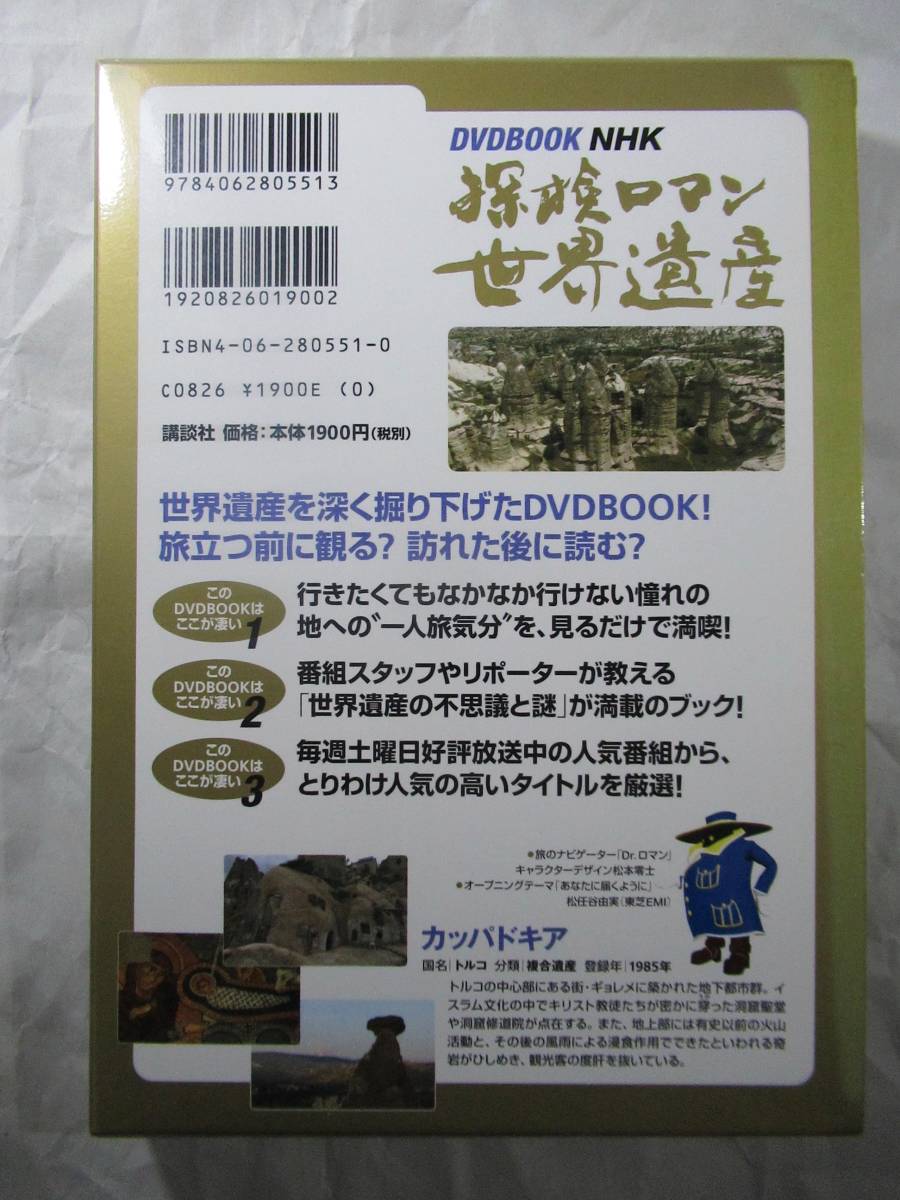 9784062805513
1920826019002
ISBN4-06-280551-0
C0826 ¥1900E (0)
講談社 価格：本体1900円（税別）
DVDBOOK NHK
探検ロマン
世界遺産
世界遺産を深く掘り下げたDVDBOOK！
旅立つ前に観る？ 訪れた後に読む？
この
DVDBOOKは
ここが凄い 1
行きたくてもなかなか行けない憧れの
地への〝一人旅気分〟を、見るだけで満喫！
この
DVDBOOKは
ここが凄い 2
番組スタッフやリポーターが教える
「世界遺産の不思議と謎」が満載のブック！
この
DVDBOOKは
ここが凄い 3
毎週土曜日好評放送中の人気番組から、
とりわけ人気の高いタイトルを厳選！
●旅のナビゲーター「Dr.ロマン」
キャラクターデザイン松本零士
●オープニングテーマ「あなたに届くように」
松任谷由実（東芝EMI）
カッパドキア
国名｜トルコ 分類｜複合遺産 登録年｜1985年
トルコの中心部にある街・ギョレメに築かれた地下都市群。イ
スラム文化の中でキリスト教徒たちが密かに穿った洞窟聖堂
や洞窟修道院が点在する。また、地上部には有史以前の火山
活動と、その後の風雨による浸食作用でできたといわれる奇
岩がひしめき、観光客の度肝を抜いている。